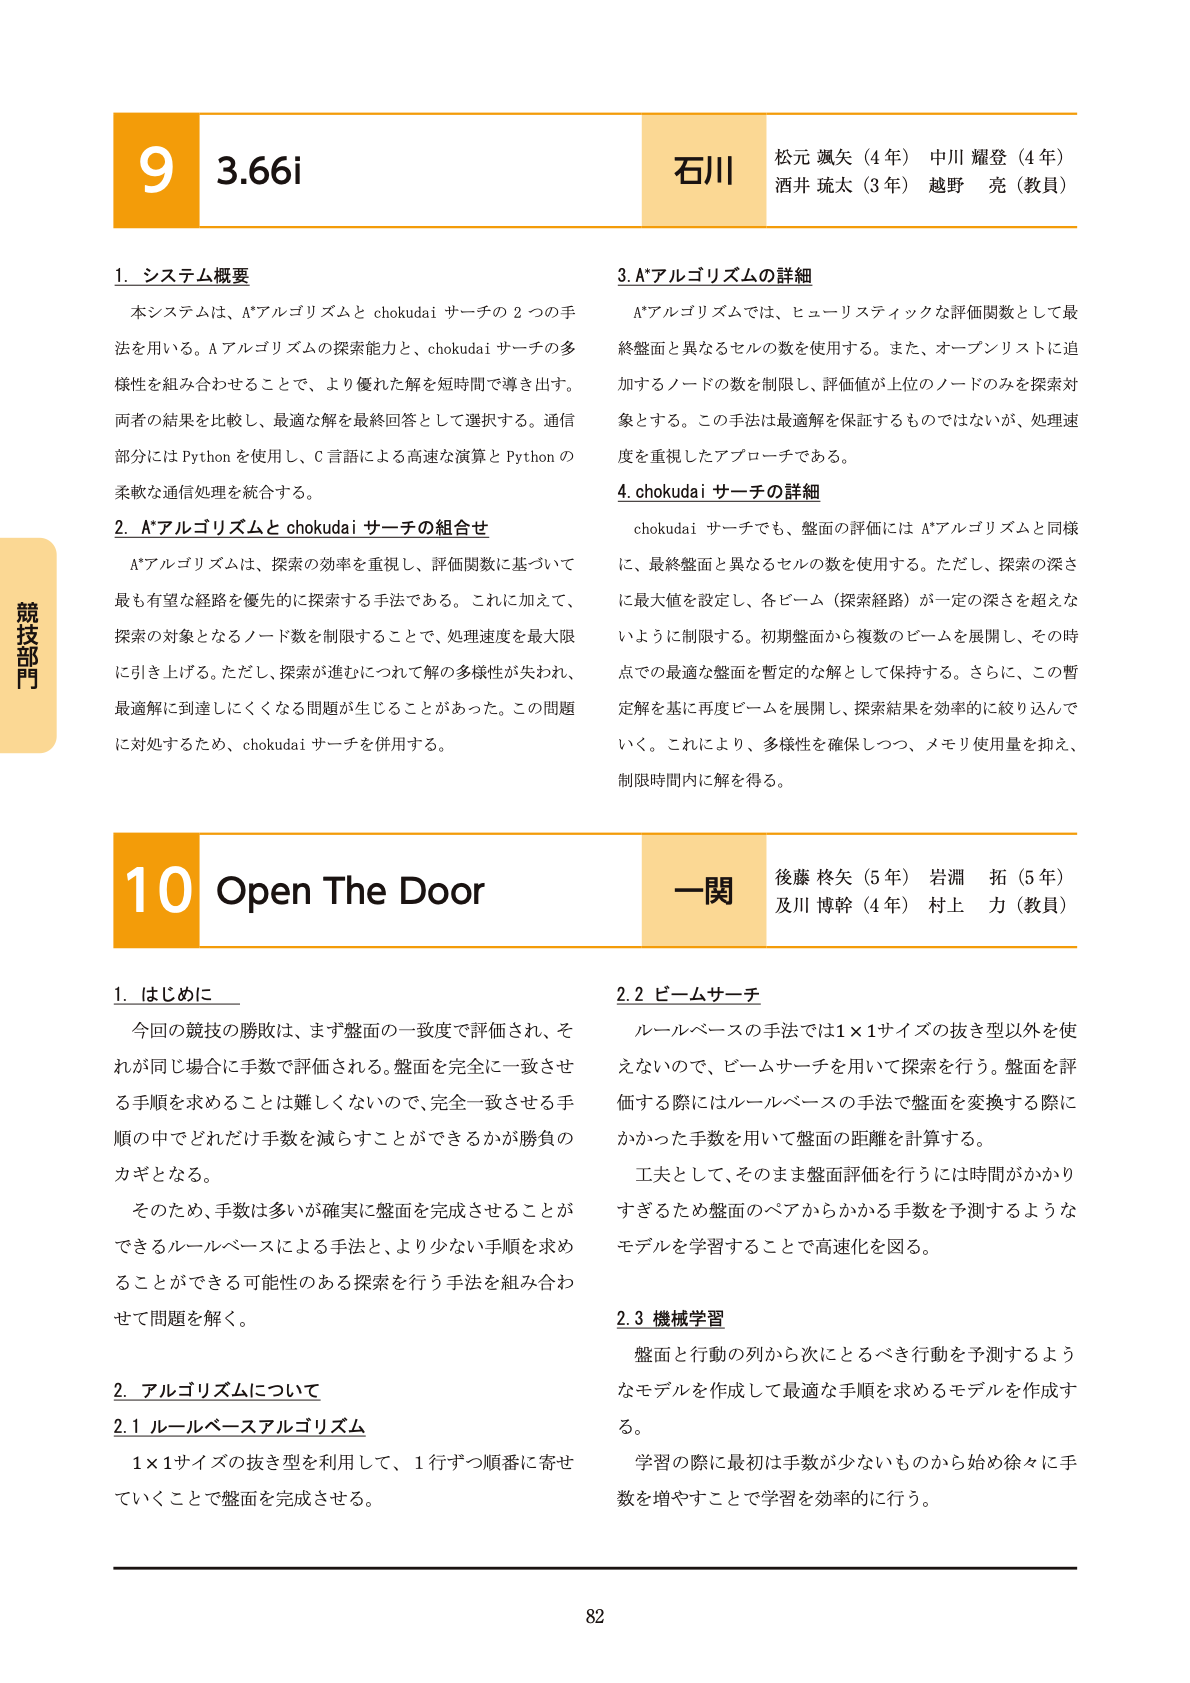 9
3.66i
石川
松元 颯矢（4 年） 中川 耀登（4 年）
酒井 琉太（3 年） 越野　亮（教員）
1. システム概要
本システムは、A*アルゴリズムと chokudai サーチの 2 つの手
法を用いる。A アルゴリズムの探索能力と、chokudai サーチの多
様性を組み合わせることで、より優れた解を短時間で導き出す。
両者の結果を比較し、最適な解を最終回答として選択する。通信
部分には Python を使用し、C 言語による高速な演算と Python の
柔軟な通信処理を統合する。
2. A*アルゴリズムと chokudai サーチの組合せ
A*アルゴリズムは、探索の効率を重視し、評価関数に基づいて
最も有望な経路を優先的に探索する手法である。これに加えて、
探索の対象となるノード数を制限することで、処理速度を最大限
に引き上げる。ただし、探索が進むにつれて解の多様性が失われ、
最適解に到達しにくくなる問題が生じることがあった。この問題
に対処するため、chokudai サーチを併用する。
3. A*アルゴリズムの詳細
A*アルゴリズムでは、ヒューリスティックな評価関数として最
終盤面と異なるセルの数を使用する。また、オープンリストに追
加するノードの数を制限し、評価値が上位のノードのみを探索対
象とする。この手法は最適解を保証するものではないが、処理速
度を重視したアプローチである。
4. chokudai サーチの詳細
chokudai サーチでも、盤面の評価には A*アルゴリズムと同様
に、最終盤面と異なるセルの数を使用する。ただし、探索の深さ
に最大値を設定し、各ビーム（探索経路）が一定の深さを超えな
いように制限する。初期盤面から複数のビームを展開し、その時
点での最適な盤面を暫定的な解として保持する。さらに、この暫
定解を基に再度ビームを展開し、探索結果を効率的に絞り込んで
いく。これにより、多様性を確保しつつ、メモリ使用量を抑え、
制限時間内に解を得る。
競技部門
10
Open The Door
一関
後藤 柊矢（5 年） 岩淵　拓（5 年）
及川 博幹（4 年） 村上　力（教員）
1. はじめに
今回の競技の勝敗は、まず盤面の一致度で評価され、そ
れが同じ場合に手数で評価される。盤面を完全に一致させ
る手順を求めることは難しくないので、完全一致させる手
順の中でどれだけ手数を減らすことができるかが勝負の
カギとなる。
そのため、手数は多いが確実に盤面を完成させることが
できるルールベースによる手法と、より少ない手順を求め
ることができる可能性のある探索を行う手法を組み合わ
せて問題を解く。
2. アルゴリズムについて
2.1 ルールベースアルゴリズム
1×1サイズの抜き型を利用して、1 行ずつ順番に寄せ
ていくことで盤面を完成させる。
2.2 ビームサーチ
ルールベースの手法では1×1サイズの抜き型以外を使
えないので、ビームサーチを用いて探索を行う。盤面を評
価する際にはルールベースの手法で盤面を変換する際に
かかった手数を用いて盤面の距離を計算する。
工夫として、そのまま盤面評価を行うには時間がかかり
すぎるため盤面のペアからかかる手数を予測するような
モデルを学習することで高速化を図る。
2.3 機械学習
盤面と行動の列から次にとるべき行動を予測するよう
なモデルを作成して最適な手順を求めるモデルを作成す
る。
学習の際に最初は手数が少ないものから始め徐々に手
数を増やすことで学習を効率的に行う。
82